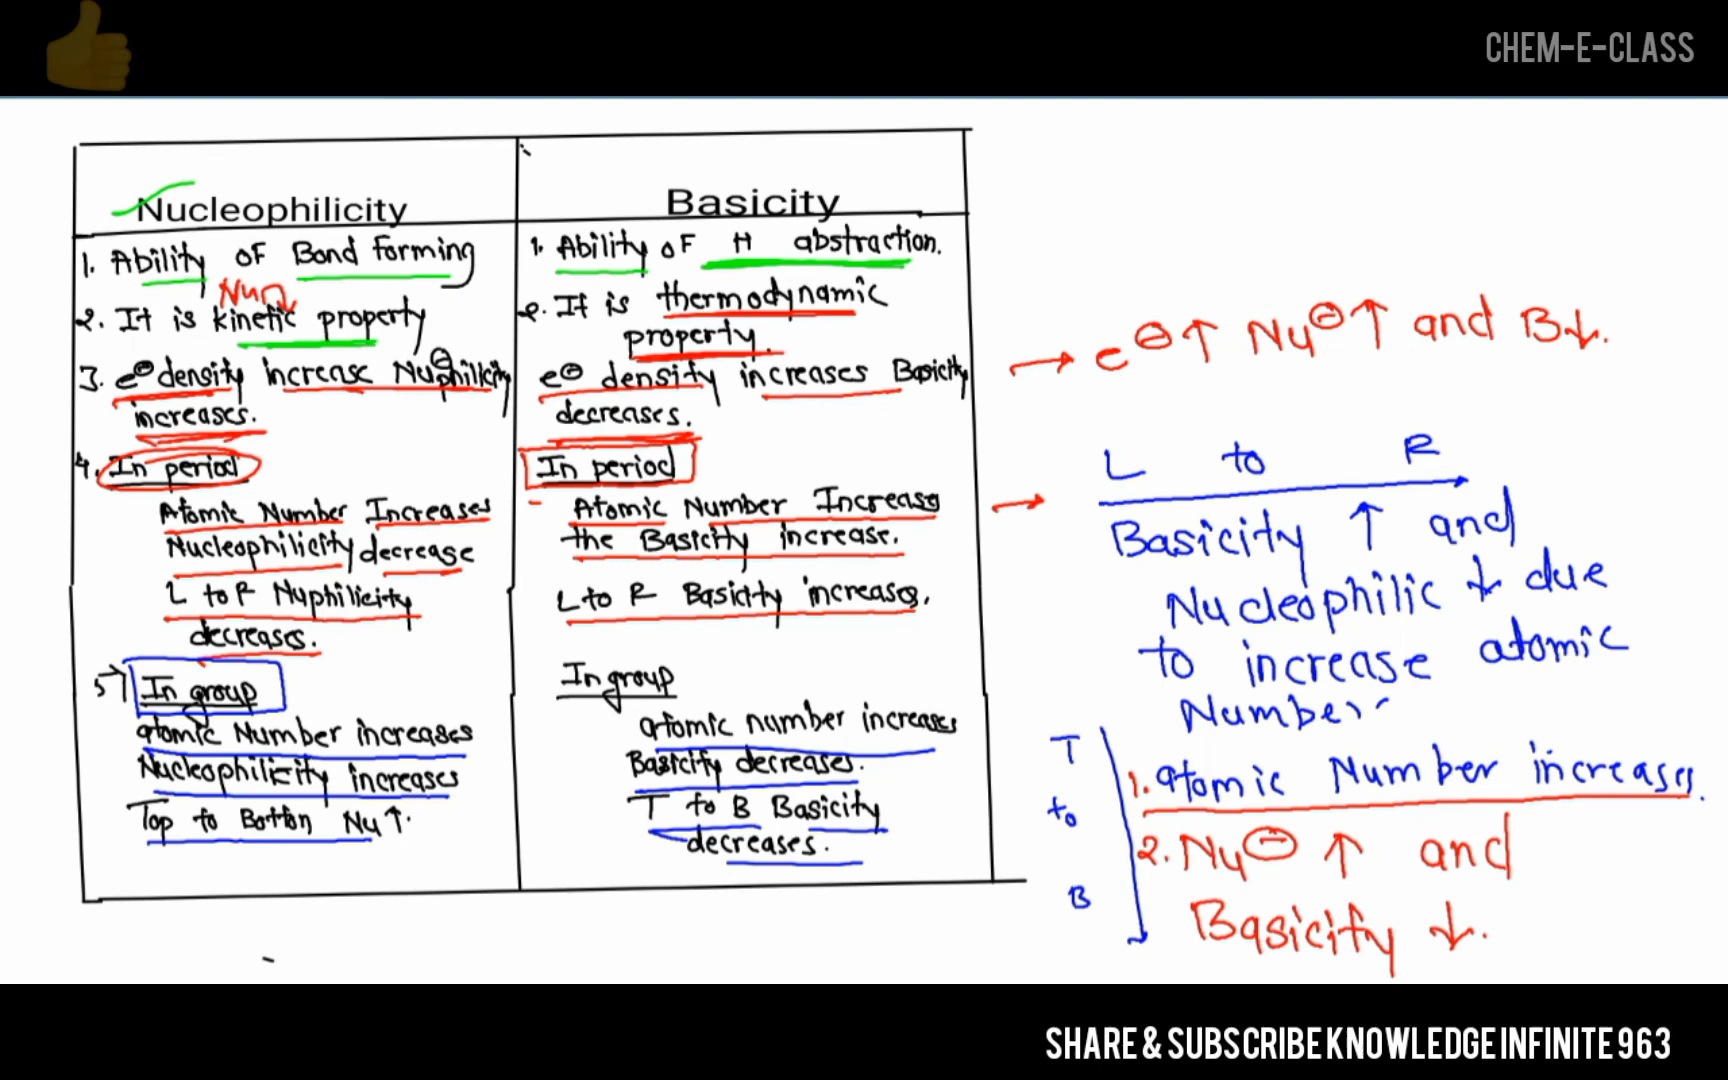 CHEM-E-CLASS
Nucleophilicity
1. Ability of Bond forming
Nu
2. It is kinetic property
3. e⊖ density increase Nu⊖philicity
increases.
4. In period
Atomic Number Increases
Nucleophilicity decrease
L to R Nuphilicity
decreases.
5) In group
atomic Number increases
Nucleophilicity increases
Top to Botton Nu↑.
Basicity
1. Ability of H abstraction.
2. It is thermodynamic
property.
e⊖ density increases Basicity
decreases.
In period
- Atomic Number Increase
the Basicity increase.
L to R Basicity increases.
In group
atomic number increases
Basicity decreases.
T to B Basicity
decreases.
→ e⊖↑ Nu⊖↑ and B↓.
→ L to R
Basicity ↑ and
Nucleophilic ↓ due
to increase atomic
Number
T to B
1. atomic Number increases.
2. Nu⊖ ↑ and
Basicity ↓.
SHARE & SUBSCRIBE KNOWLEDGE INFINITE 963